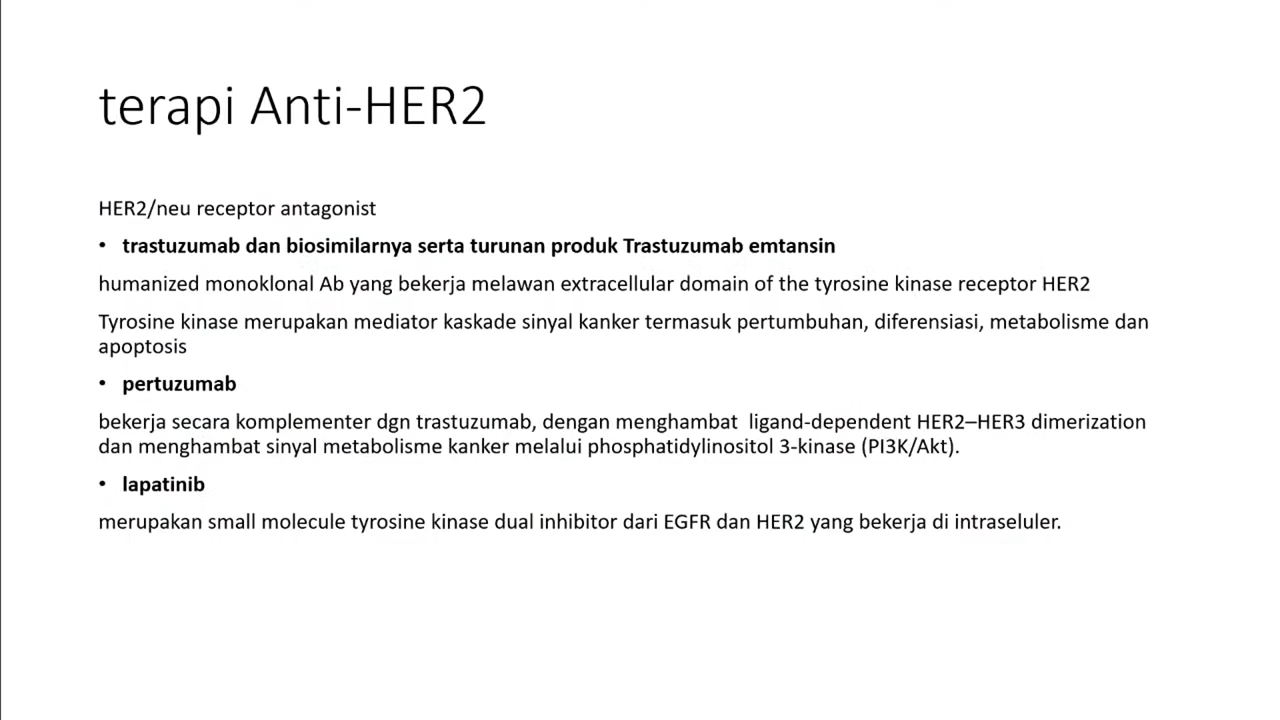 terapi Anti-HER2
HER2/neu receptor antagonist
• trastuzumab dan biosimilarnya serta turunan produk Trastuzumab emtansin
humanized monoklonal Ab yang bekerja melawan extracellular domain of the tyrosine kinase receptor HER2
Tyrosine kinase merupakan mediator kaskade sinyal kanker termasuk pertumbuhan, diferensiasi, metabolisme dan
apoptosis
• pertuzumab
bekerja secara komplementer dgn trastuzumab, dengan menghambat  ligand-dependent HER2–HER3 dimerization
dan menghambat sinyal metabolisme kanker melalui phosphatidylinositol 3-kinase (PI3K/Akt).
• lapatinib
merupakan small molecule tyrosine kinase dual inhibitor dari EGFR dan HER2 yang bekerja di intraseluler.